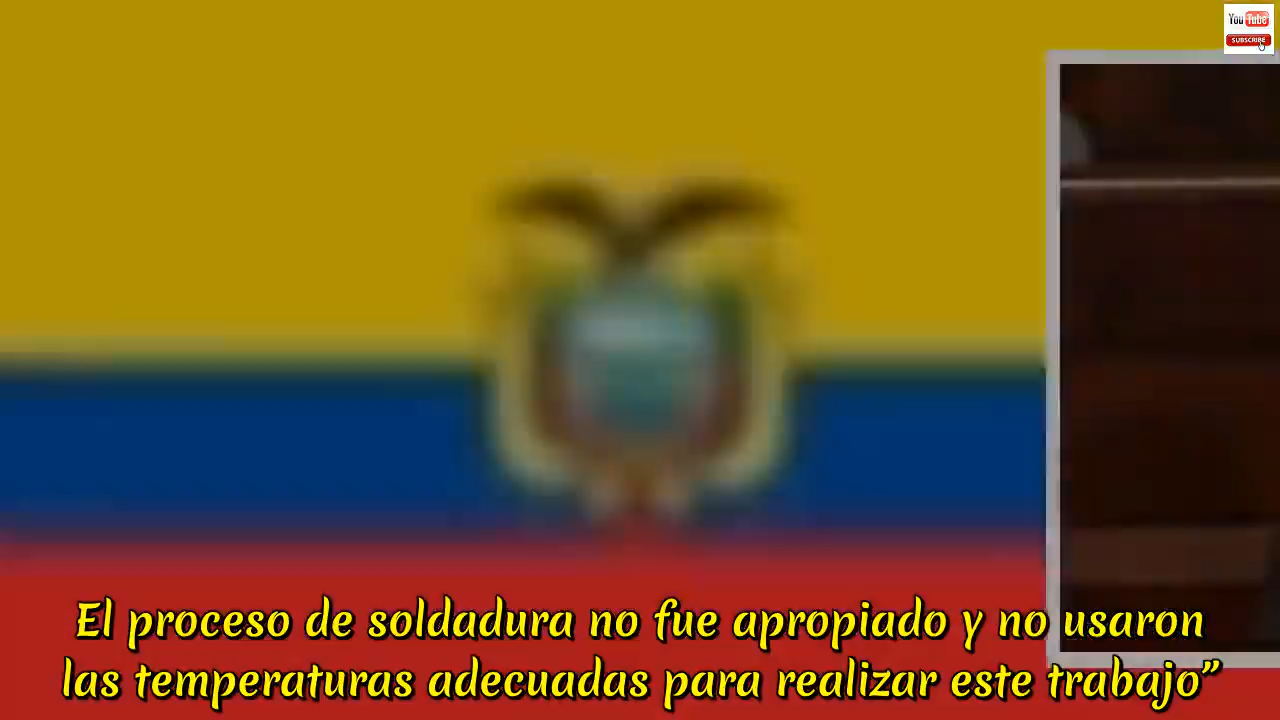 You Tube
SUBSCRIBE
El proceso de soldadura no fue apropiado y no usaron
las temperaturas adecuadas para realizar este trabajo”